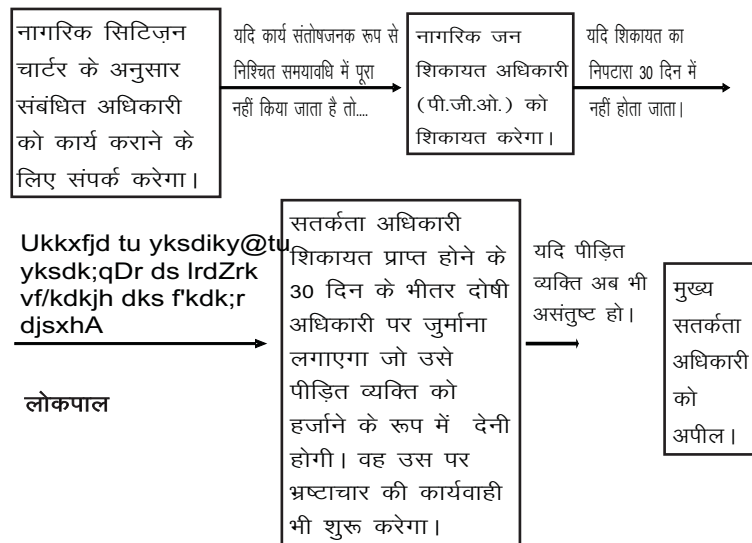 नागरिक सिटिज़न
चार्टर के अनुसार
संबंधित अधिकारी
को कार्य कराने के
लिए संपर्क करेगा।
यदि कार्य संतोषजनक रूप से
निश्चित समयावधि में पूरा
नहीं किया जाता है तो....
नागरिक जन
शिकायत अधिकारी
(पी.जी.ओ.) को
शिकायत करेगा।
यदि शिकायत का
निपटारा 30 दिन में
नहीं होता जाता।
Ukkxfjd tu yksdiky@tu
yksdk;qDr ds lrdZrk
vf/kdkjh dks f'kdk;r
djsxhA
लोकपाल
सतर्कता अधिकारी
शिकायत प्राप्त होने के
30 दिन के भीतर दोषी
अधिकारी पर जुर्माना
लगाएगा जो उसे
पीड़ित व्यक्ति को
हर्जाने के रूप में देनी
होगी। वह उस पर
भ्रष्टाचार की कार्यवाही
भी शुरू करेगा।
यदि पीड़ित
व्यक्ति अब भी
असंतुष्ट हो।
मुख्य
सतर्कता
अधिकारी
को
अपील।